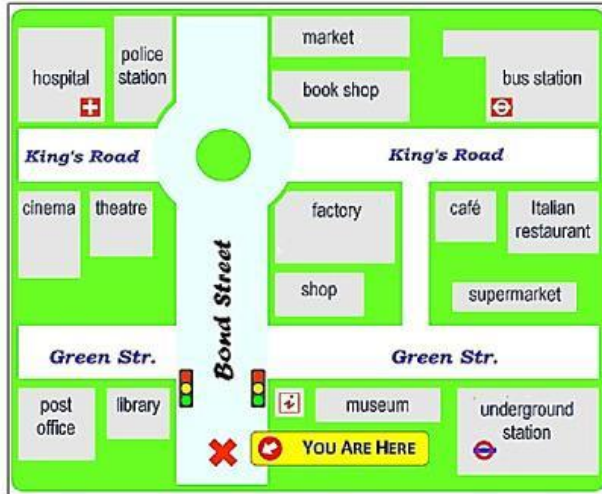 hospital
police
station
market
book shop
bus station
King's Road
King's Road
cinema
theatre
factory
café
Italian
restaurant
shop
supermarket
Bond Street
Green Str.
Green Str.
post
office
library
i
museum
underground
station
YOU ARE HERE